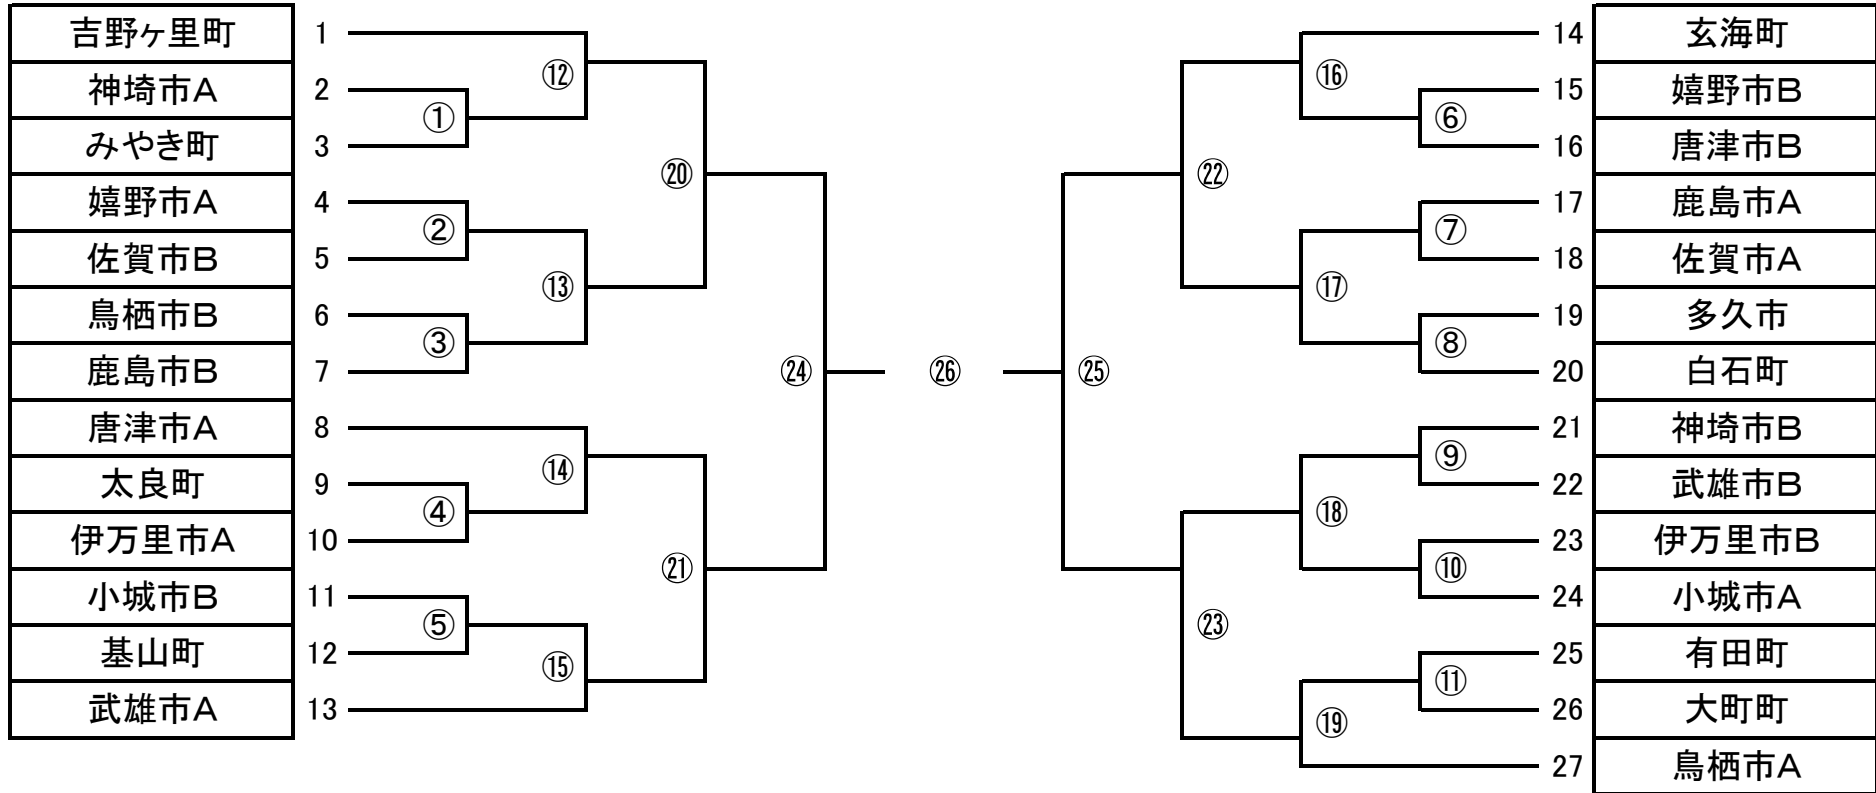 吉野ヶ里町 1
神埼市A 2
みやき町 3
嬉野市A 4
佐賀市B 5
鳥栖市B 6
鹿島市B 7
唐津市A 8
太良町 9
伊万里市A 10
小城市B 11
基山町 12
武雄市A 13
①
②
③
④
⑤
⑫
⑬
⑭
⑮
⑳
㉑
㉔
㉖
㉕
㉒
㉓
⑯
⑰
⑱
⑲
⑥
⑦
⑧
⑨
⑩
⑪
14 玄海町
15 嬉野市B
16 唐津市B
17 鹿島市A
18 佐賀市A
19 多久市
20 白石町
21 神埼市B
22 武雄市B
23 伊万里市B
24 小城市A
25 有田町
26 大町町
27 鳥栖市A